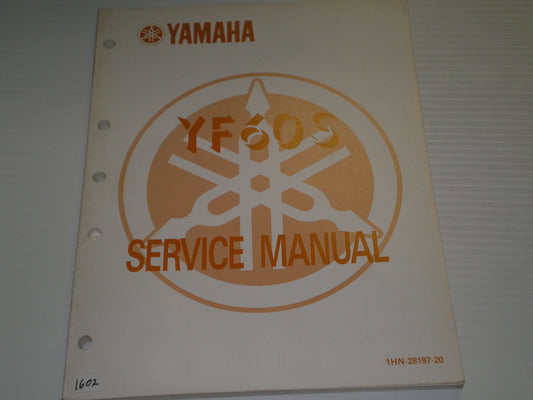 YAMAHA
YF60S
SERVICE MANUAL
1HN-28197-20
1602